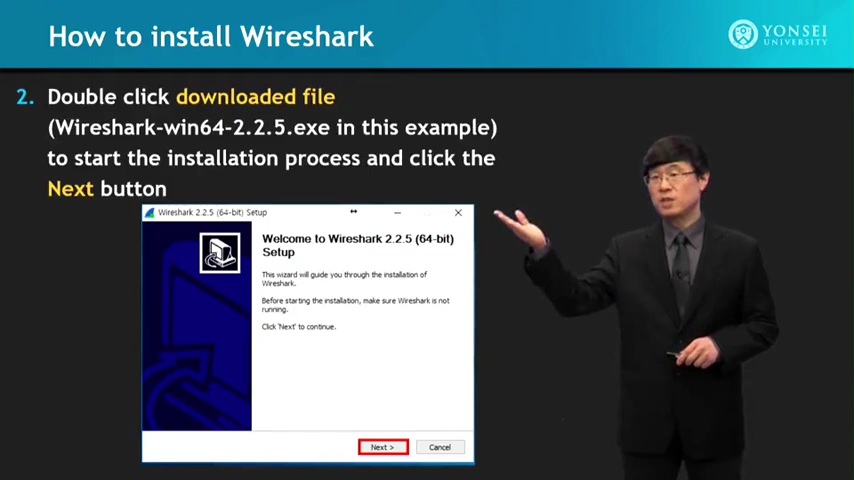 How to install Wireshark
YONSEI
UNIVERSITY
2. Double click downloaded file
(Wireshark-win64-2.2.5.exe in this example)
to start the installation process and click the
Next button
Wireshark 2.2.5 (64-bit) Setup
Welcome to Wireshark 2.2.5 (64-bit)
Setup
This wizard will guide you through the installation of
Wireshark.
Before starting the installation, make sure Wireshark is not
running.
Click 'Next' to continue.
Next >
Cancel